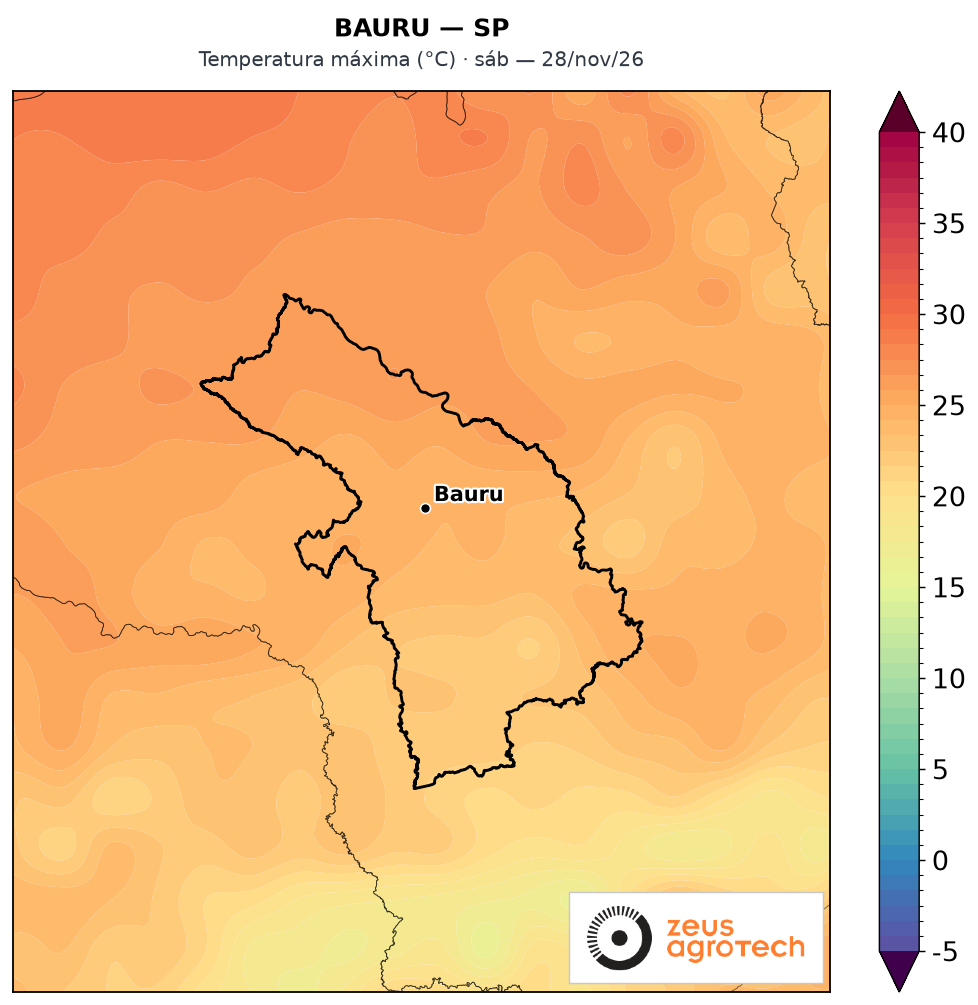 BAURU — SP
Temperatura máxima (°C) · sáb — 28/nov/26
40
35
30
25
20
15
10
5
0
-5
Bauru
zeus
agrotech